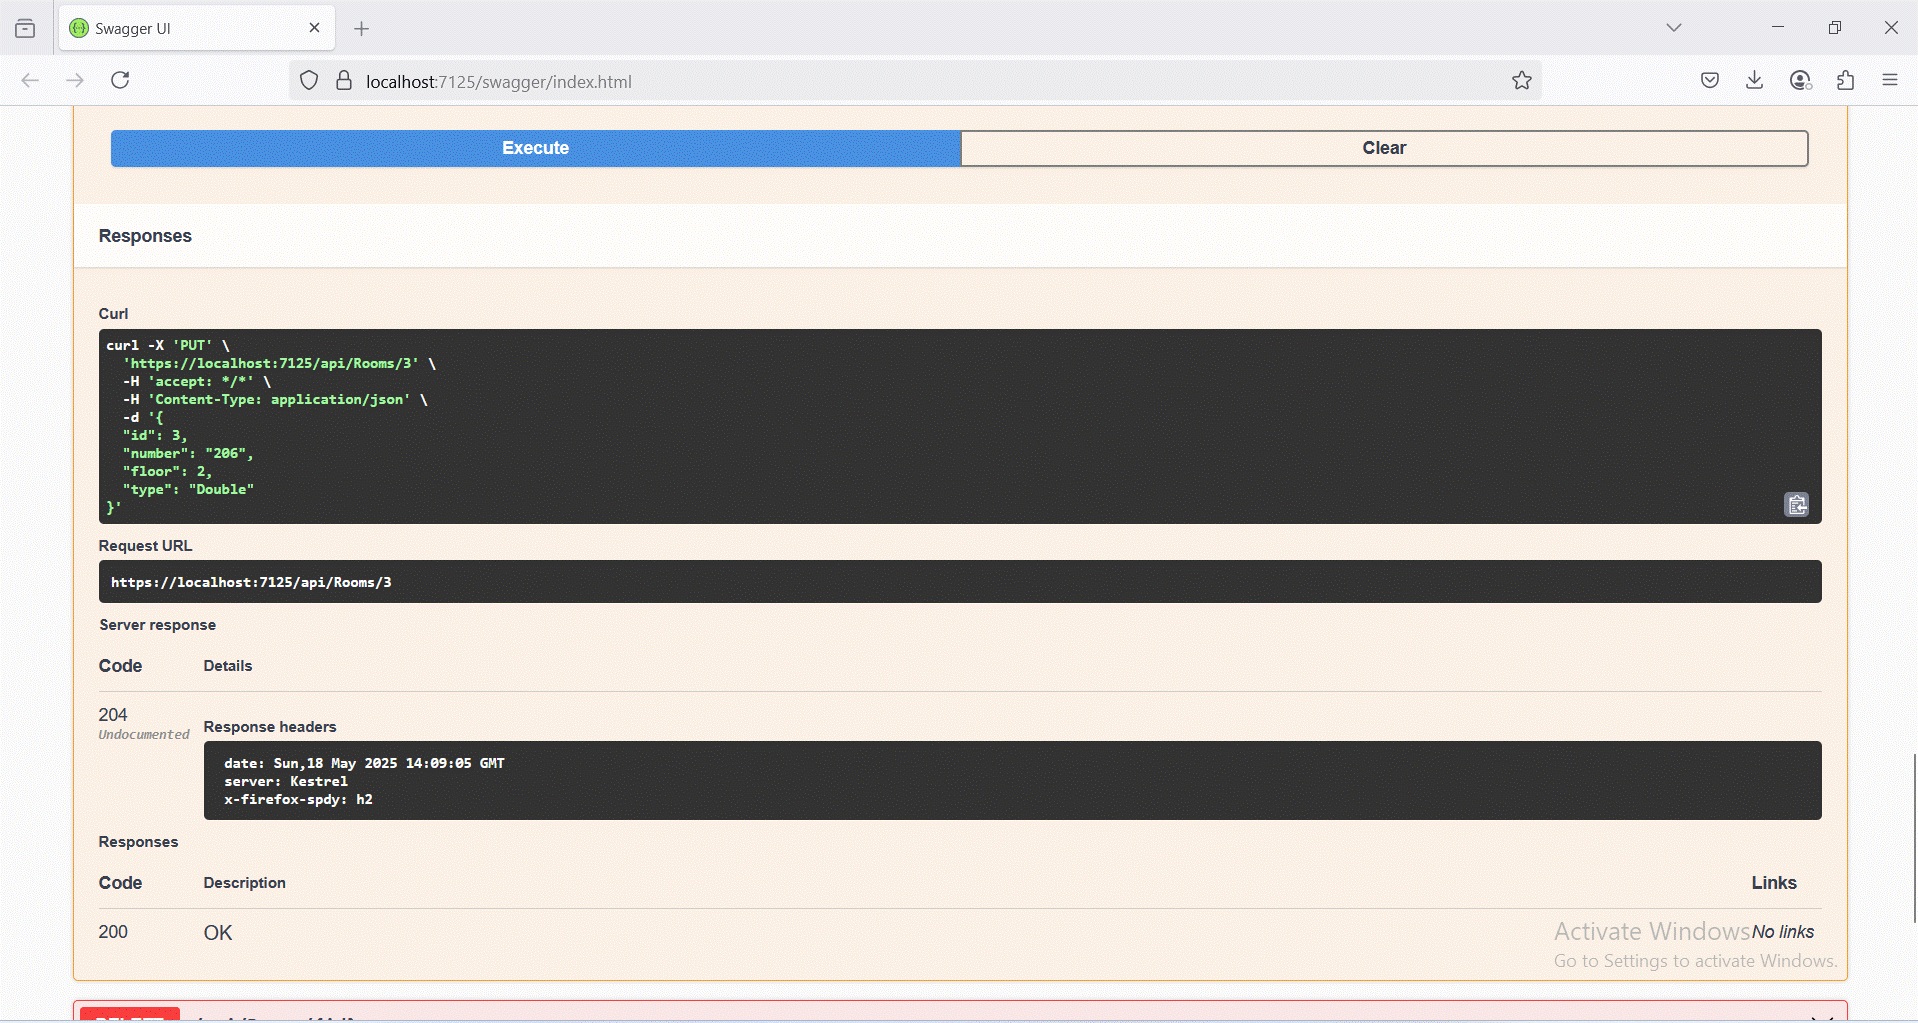 Swagger UI
localhost:7125/swagger/index.html
Execute
Clear
Responses
Curl
curl -X 'PUT' \
'https://localhost:7125/api/Rooms/3' \
-H 'accept: */*' \
-H 'Content-Type: application/json' \
-d '{
"id": 3,
"number": "206",
"floor": 2,
"type": "Double"
}'
Request URL
https://localhost:7125/api/Rooms/3
Server response
Code Details
204
Undocumented
Response headers
date: Sun,18 May 2025 14:09:05 GMT
server: Kestrel
x-firefox-spdy: h2
Responses
Code Description Links
200 OK No links
Activate Windows
Go to Settings to activate Windows.